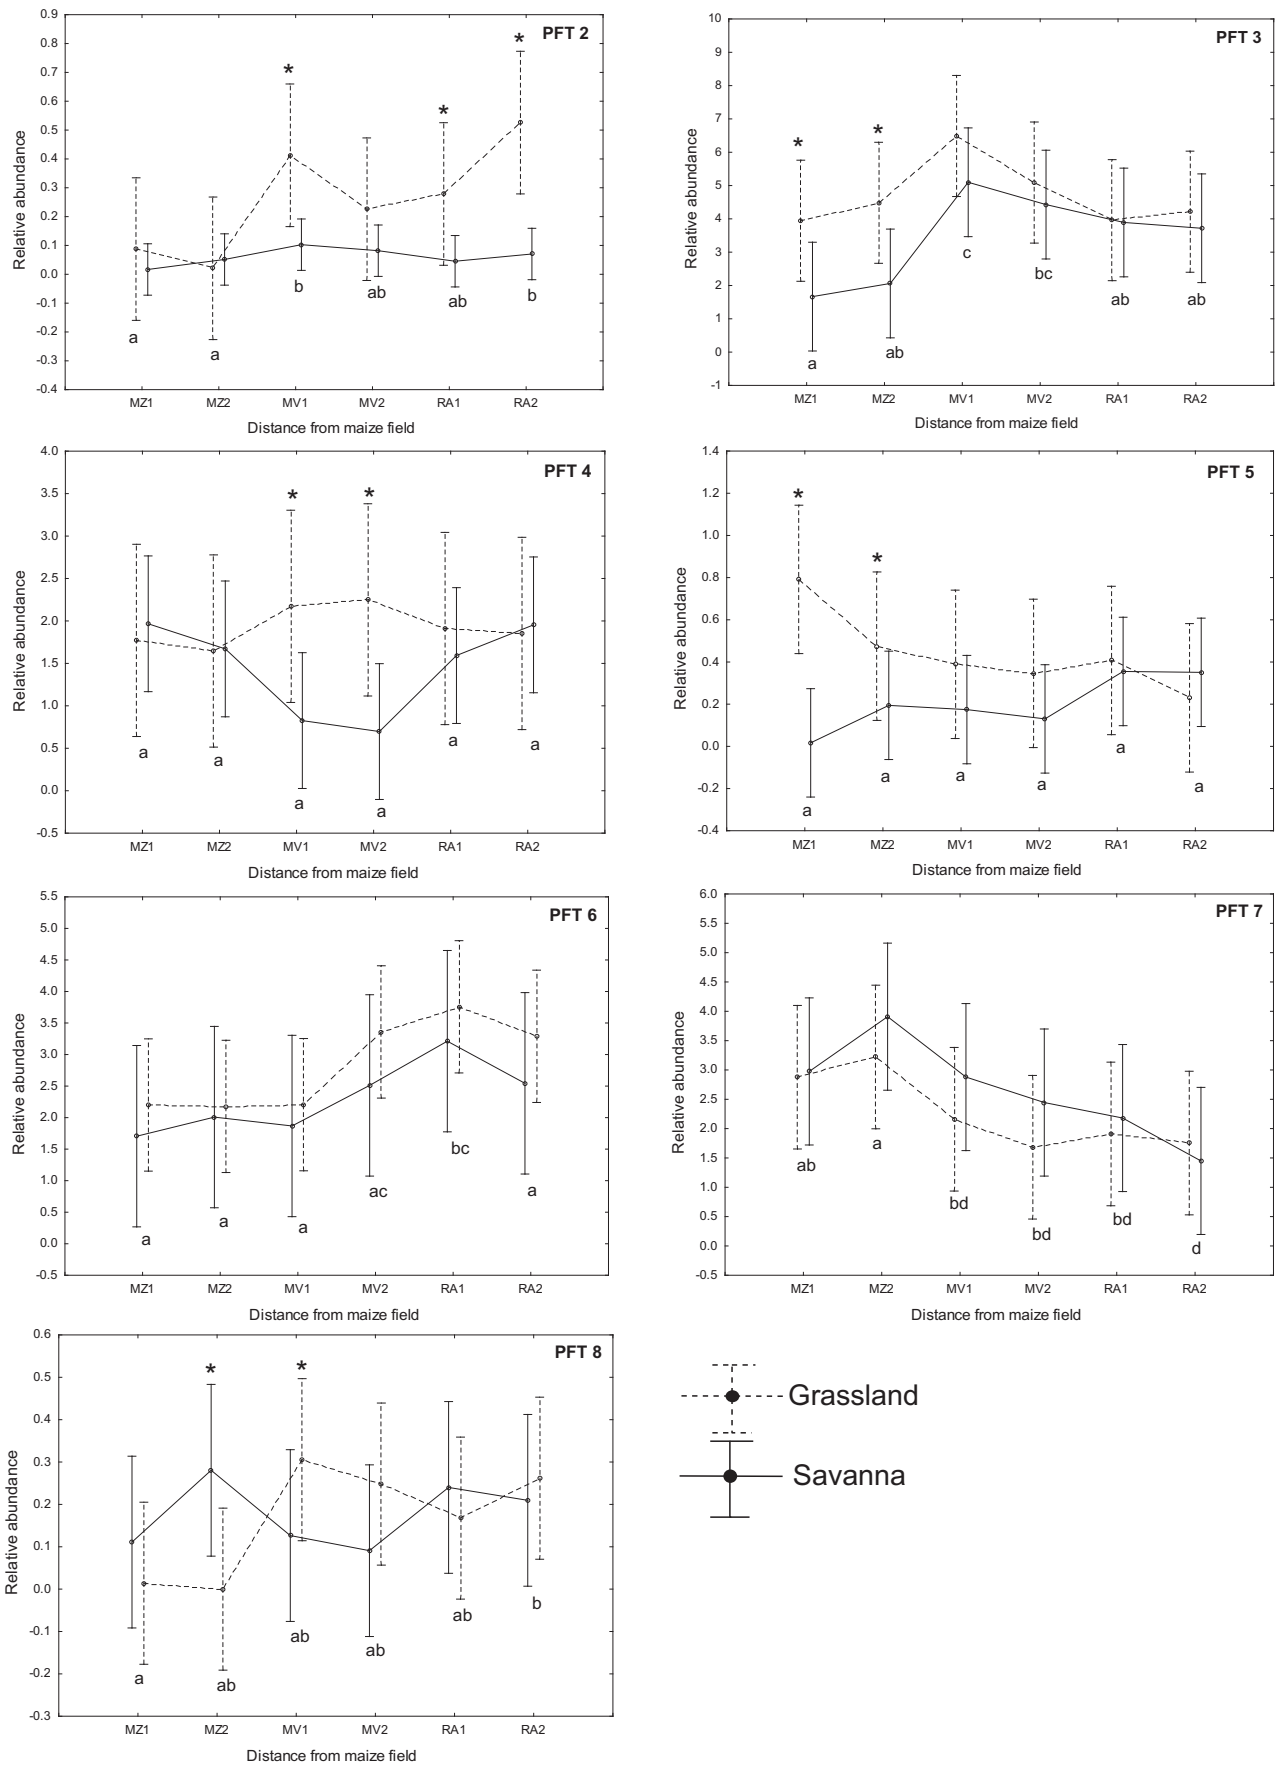 PFT 2
Relative abundance
0.9
0.8
0.7
0.6
0.5
0.4
0.3
0.2
0.1
0.0
-0.1
-0.2
-0.3
-0.4
* * *
a a b ab ab b
MZ1 MZ2 MV1 MV2 RA1 RA2
Distance from maize field
PFT 3
Relative abundance
10
9
8
7
6
5
4
3
2
1
0
-1
* *
a ab c bc ab ab
MZ1 MZ2 MV1 MV2 RA1 RA2
Distance from maize field
PFT 4
Relative abundance
4.0
3.5
3.0
2.5
2.0
1.5
1.0
0.5
0.0
-0.5
* *
a a a a a a
MZ1 MZ2 MV1 MV2 RA1 RA2
Distance from maize field
PFT 5
Relative abundance
1.4
1.2
1.0
0.8
0.6
0.4
0.2
0.0
-0.2
-0.4
* *
a a a a a a
MZ1 MZ2 MV1 MV2 RA1 RA2
Distance from maize field
PFT 6
Relative abundance
5.5
5.0
4.5
4.0
3.5
3.0
2.5
2.0
1.5
1.0
0.5
0.0
-0.5
a a a ac bc a
MZ1 MZ2 MV1 MV2 RA1 RA2
Distance from maize field
PFT 7
Relative abundance
6.0
5.5
5.0
4.5
4.0
3.5
3.0
2.5
2.0
1.5
1.0
0.5
0.0
-0.5
ab a bd bd bd d
MZ1 MZ2 MV1 MV2 RA1 RA2
Distance from maize field
PFT 8
Relative abundance
0.6
0.5
0.4
0.3
0.2
0.1
0.0
-0.1
-0.2
-0.3
* *
a ab ab ab ab b
MZ1 MZ2 MV1 MV2 RA1 RA2
Distance from maize field
Grassland
Savanna